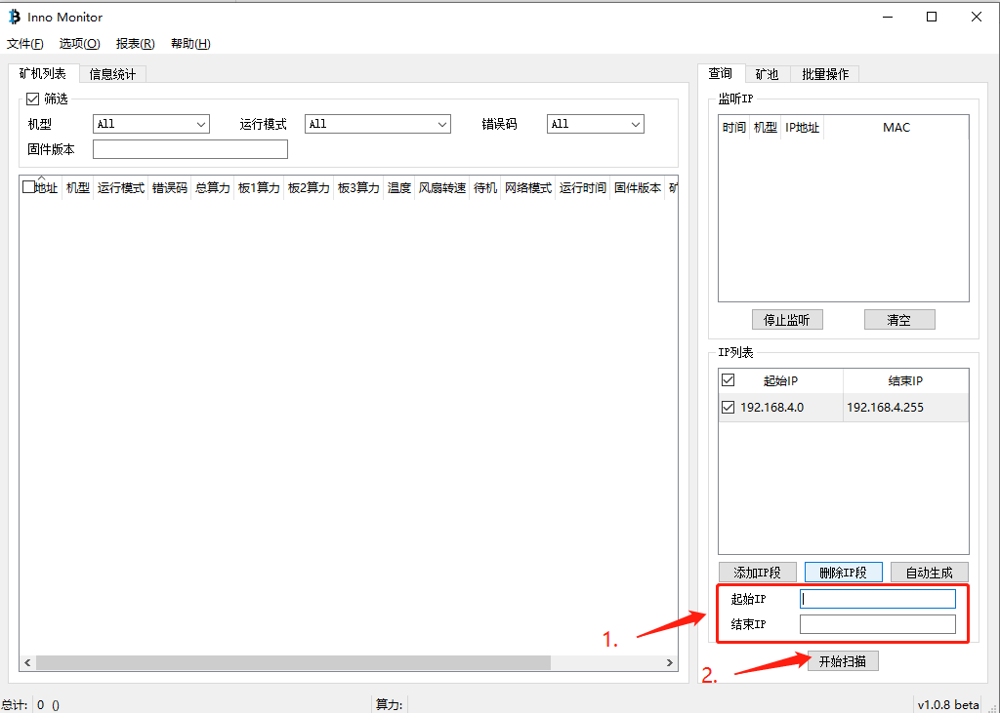 Inno Monitor
文件(F) 选项(O) 报表(R) 帮助(H)
矿机列表 信息统计
筛选
机型 All 运行模式 All 错误码 All
固件版本
地址 机型 运行模式 错误码 总算力 板1算力 板2算力 板3算力 温度 风扇转速 待机 网络模式 运行时间 固件版本 矿
查询 矿池 批量操作
监听IP
时间 机型 IP地址 MAC
停止监听 清空
IP列表
起始IP 结束IP
192.168.4.0 192.168.4.255
添加IP段 删除IP段 自动生成
起始IP
结束IP
1.
2.
开始扫描
总计: 0 () 算力: v1.0.8 beta